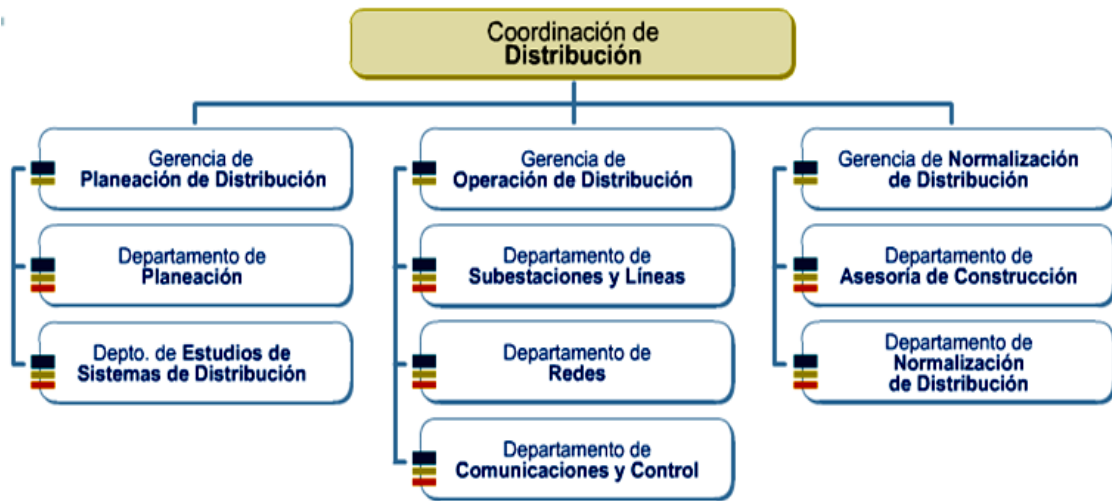 Coordinación de
Distribución
Gerencia de
Planeación de Distribución
Departamento de
Planeación
Depto. de Estudios de
Sistemas de Distribución
Gerencia de
Operación de Distribución
Departamento de
Subestaciones y Líneas
Departamento de
Redes
Departamento de
Comunicaciones y Control
Gerencia de Normalización
de Distribución
Departamento de
Asesoría de Construcción
Departamento de
Normalización
de Distribución